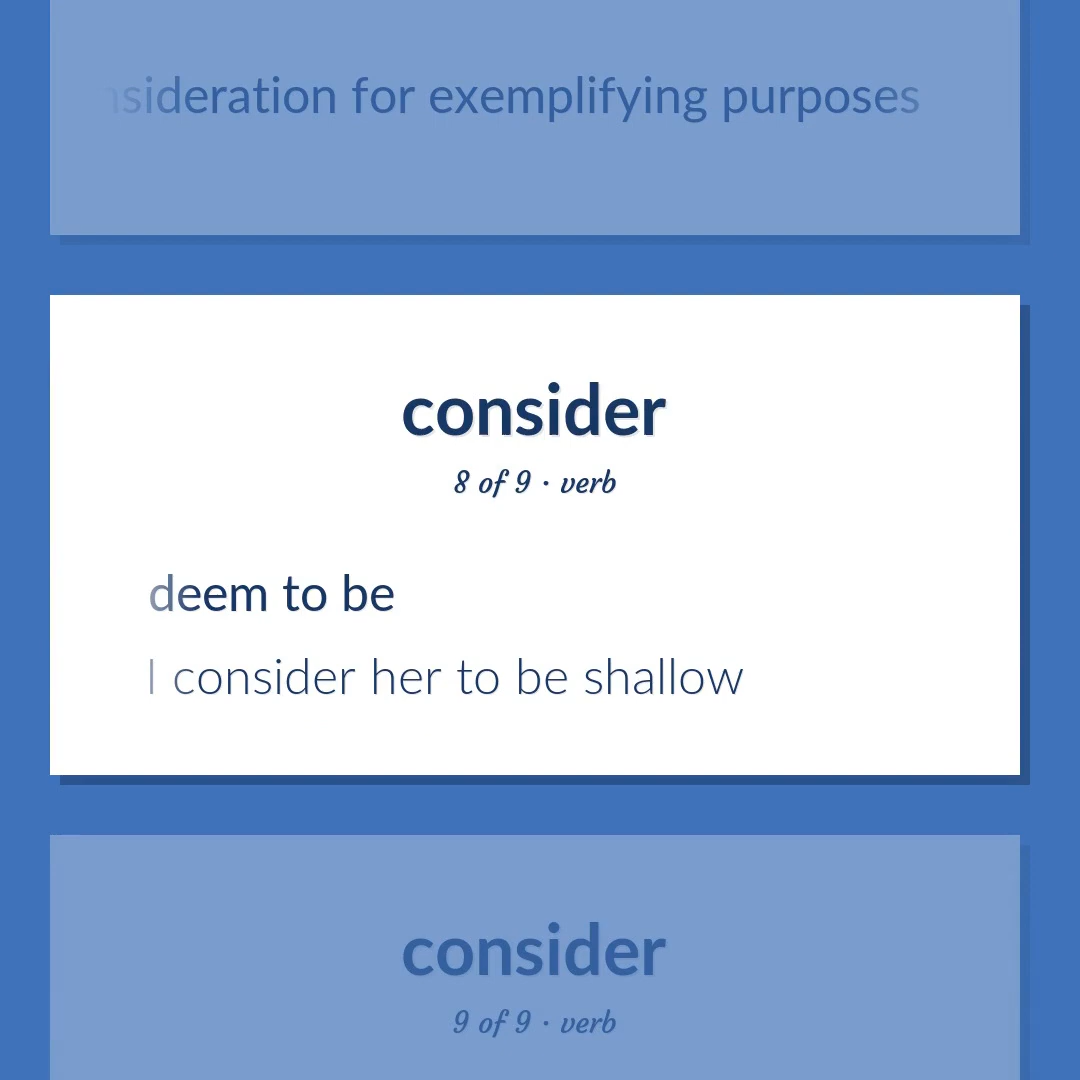 nsideration for exemplifying purposes
consider
8 of 9 · verb
deem to be
I consider her to be shallow
consider
9 of 9 · verb